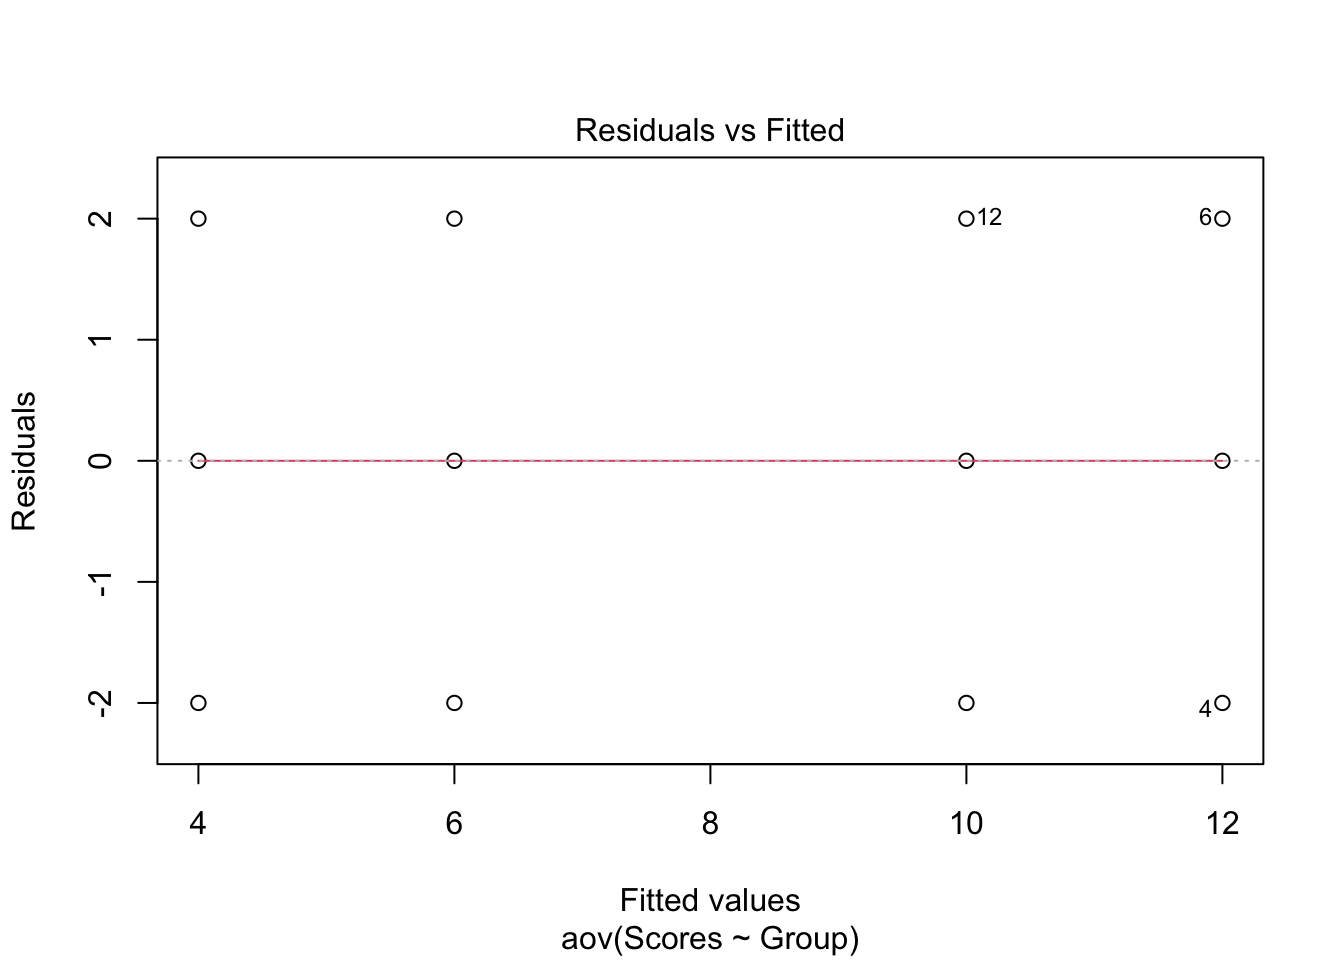 Residuals vs Fitted
2
1
0
-1
-2
Residuals
12
6
4
4 6 8 10 12
Fitted values
aov(Scores ~ Group)